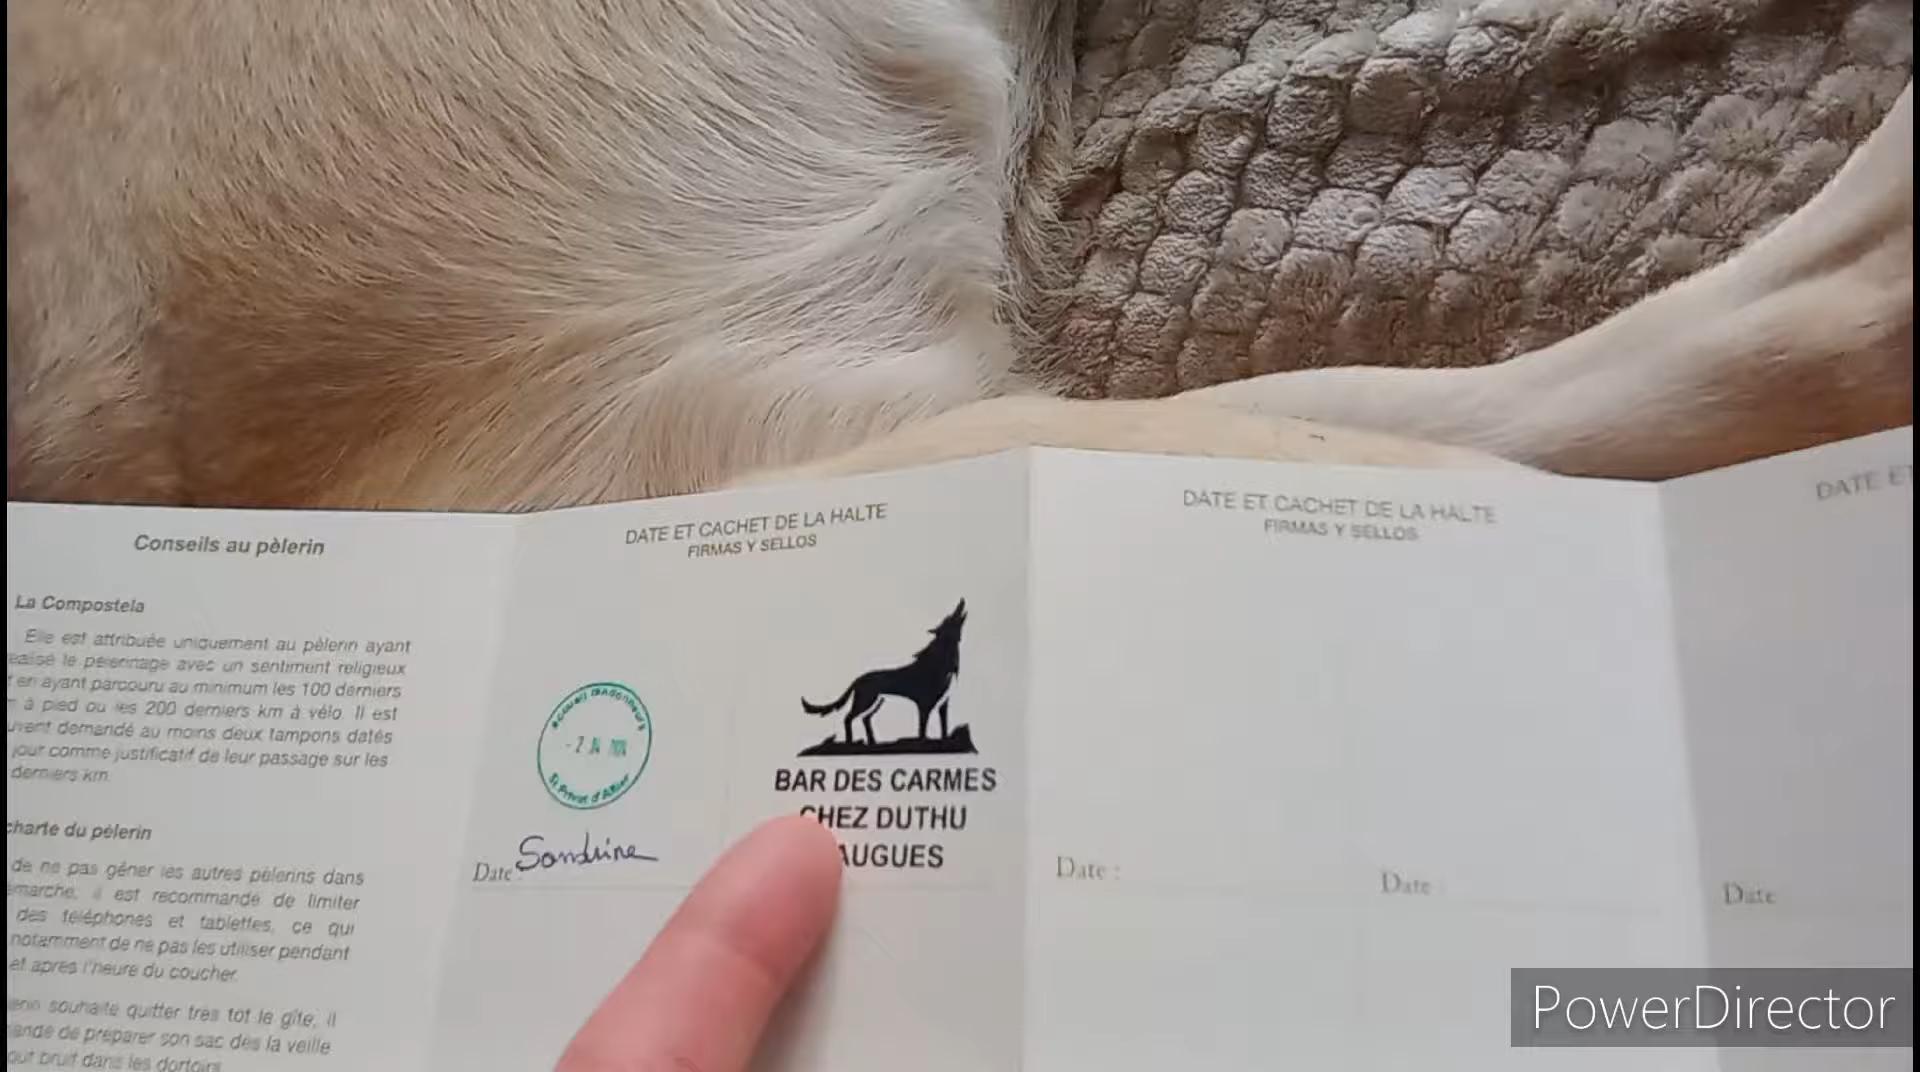 Conseils au pèlerin
La Compostela
Elle est attribuée uniquement au pèlerin ayant
réalisé le pèlerinage avec un sentiment religieux
en ayant parcouru au minimum les 100 derniers
à pied ou les 200 derniers km à vélo. Il est
demandé au moins deux tampons datés
jour comme justificatif de leur passage sur les
derniers km.
charte du pèlerin
de ne pas gêner les autres pèlerins dans
il est recommandé de limiter
des téléphones et tablettes, ce qui
notamment de ne pas les utiliser pendant
et après l'heure du coucher.
souhaite quitter très tôt le gîte, il
de préparer son sac dès la veille
bruit dans les dortoirs
DATE ET CACHET DE LA HALTE
FIRMAS Y SELLOS
St Privat d'Allier
Date : Sandrine
BAR DES CARMES
CHEZ DUTHU
AUGUES
DATE ET CACHET DE LA HALTE
FIRMAS Y SELLOS
Date :
Date :
DATE ET
Date
PowerDirector